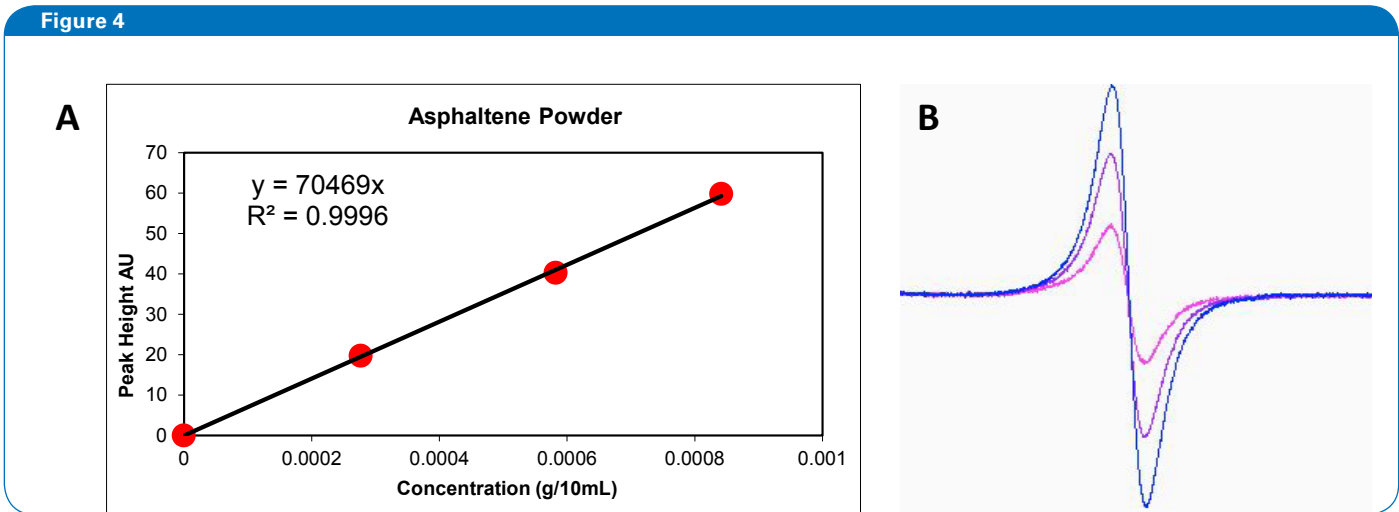 Figure 4
A
Asphaltene Powder
y = 70469x
R² = 0.9996
70
60
50
40
30
20
10
0
Peak Height AU
0 0.0002 0.0004 0.0006 0.0008 0.001
Concentration (g/10mL)
B